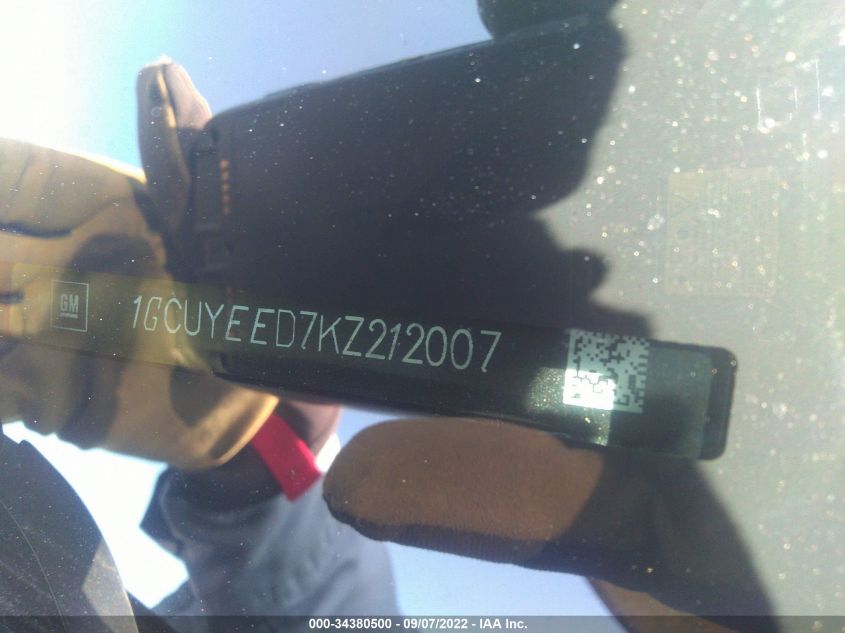 GM
1GCUYEED7KZ212007
000-34380500 - 09/07/2022 - IAA Inc.